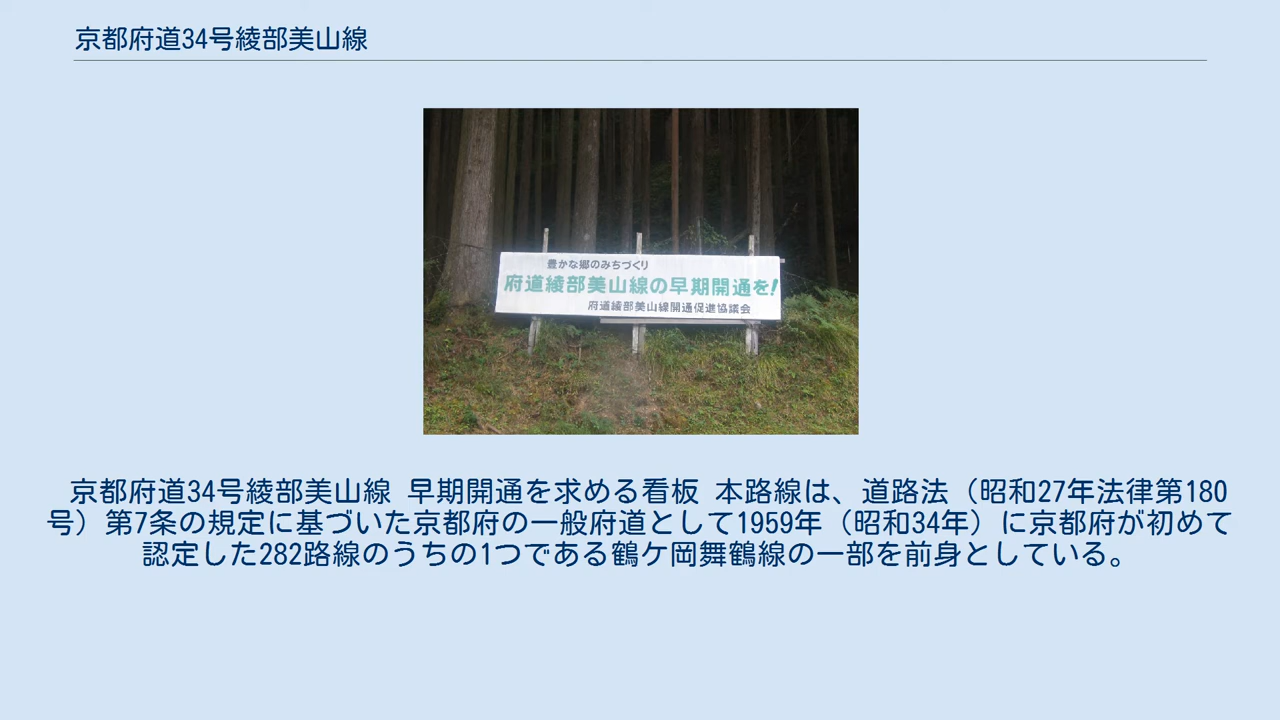 京都府道34号綾部美山線
豊かな郷のみちづくり
府道綾部美山線の早期開通を!
府道綾部美山線開通促進協議会
京都府道34号綾部美山線 早期開通を求める看板 本路線は、道路法（昭和27年法律第180
号）第7条の規定に基づいた京都府の一般府道として1959年（昭和34年）に京都府が初めて
認定した282路線のうちの1つである鶴ケ岡舞鶴線の一部を前身としている。